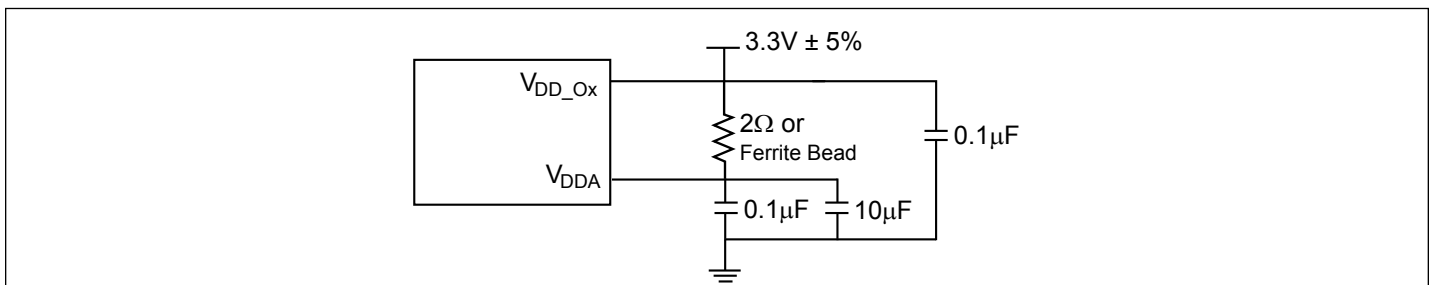 3.3V ± 5%
V_DD_Ox
2Ω or
Ferrite Bead
0.1μF
V_DDA
0.1μF
10μF